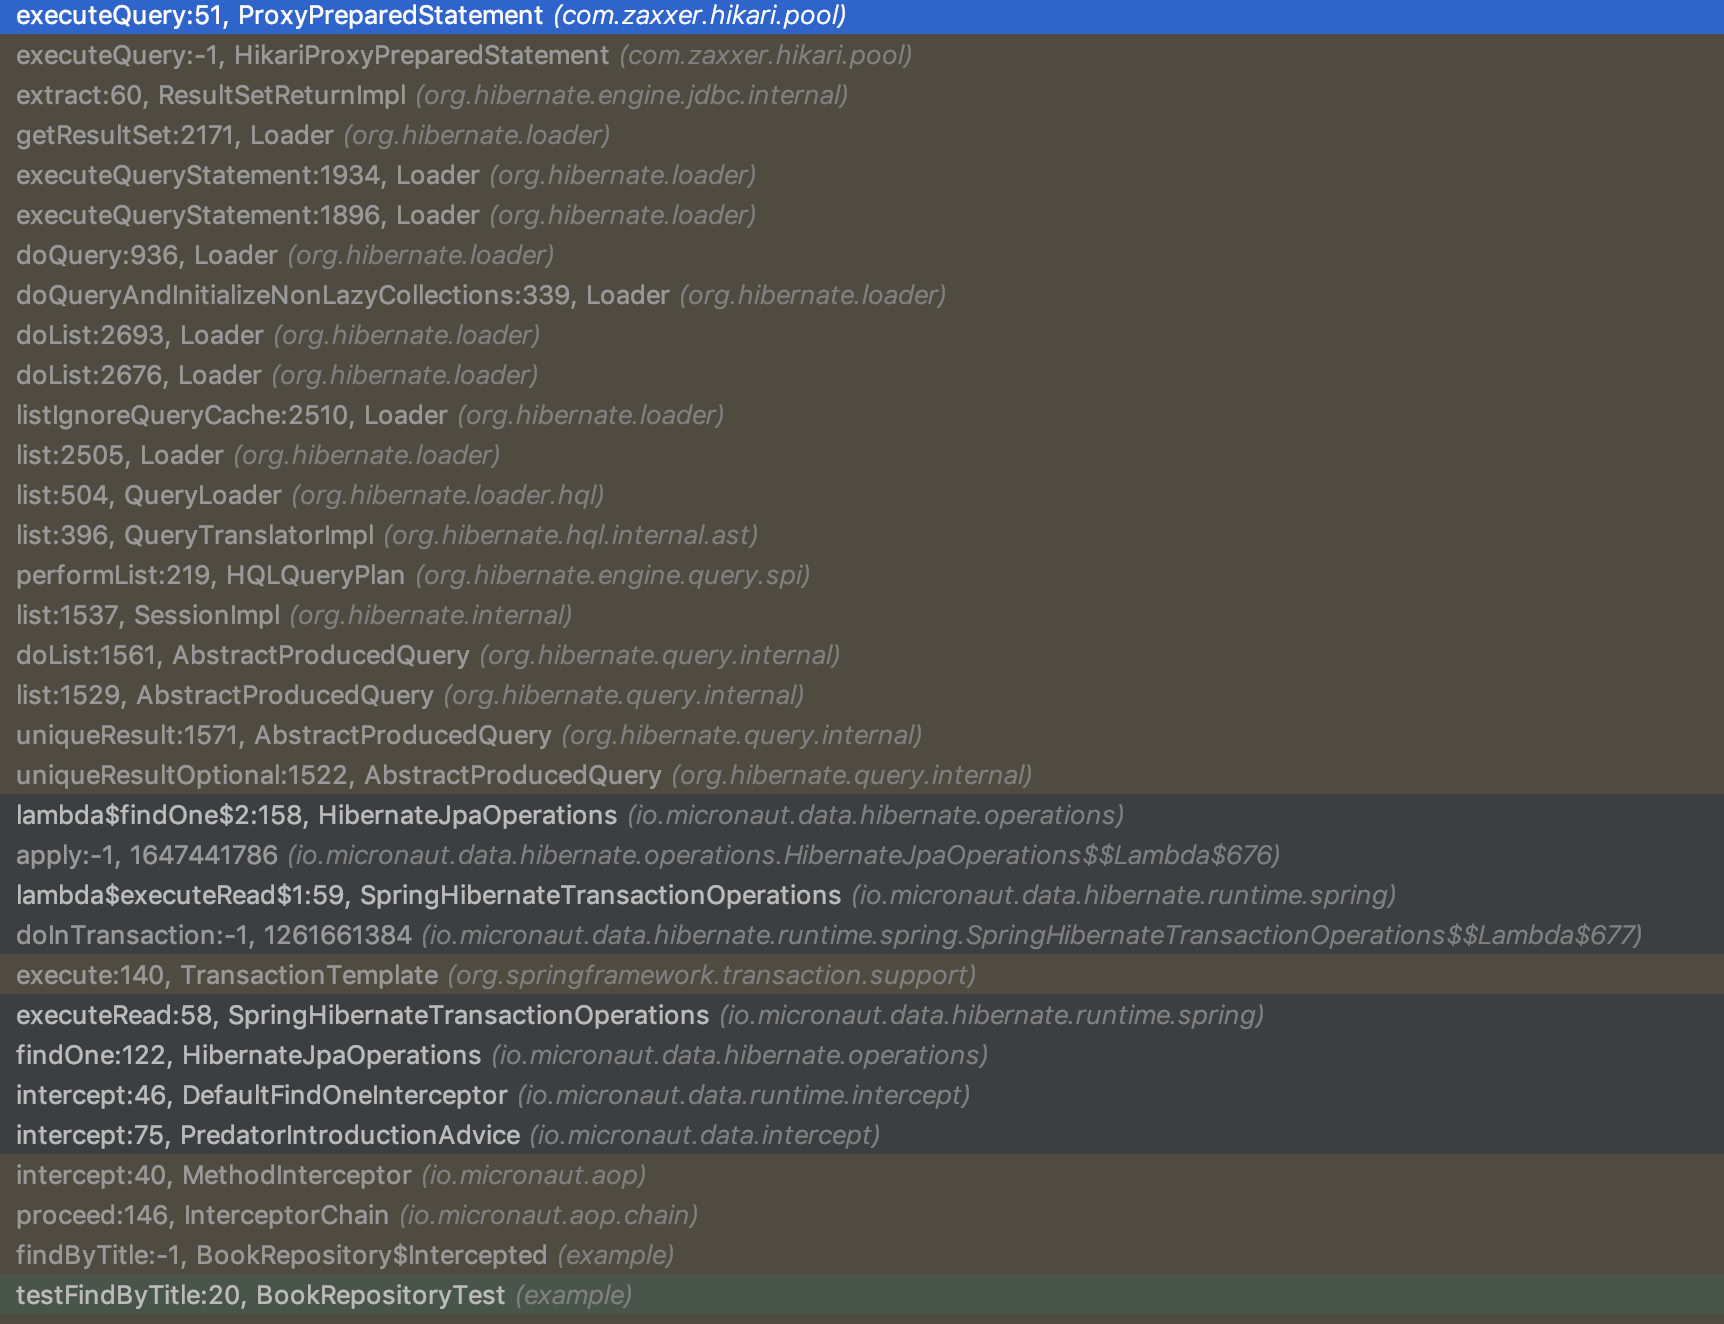 executeQuery:51, ProxyPreparedStatement (com.zaxxer.hikari.pool)
executeQuery:-1, HikariProxyPreparedStatement (com.zaxxer.hikari.pool)
extract:60, ResultSetReturnImpl (org.hibernate.engine.jdbc.internal)
getResultSet:2171, Loader (org.hibernate.loader)
executeQueryStatement:1934, Loader (org.hibernate.loader)
executeQueryStatement:1896, Loader (org.hibernate.loader)
doQuery:936, Loader (org.hibernate.loader)
doQueryAndInitializeNonLazyCollections:339, Loader (org.hibernate.loader)
doList:2693, Loader (org.hibernate.loader)
doList:2676, Loader (org.hibernate.loader)
listIgnoreQueryCache:2510, Loader (org.hibernate.loader)
list:2505, Loader (org.hibernate.loader)
list:504, QueryLoader (org.hibernate.loader.hql)
list:396, QueryTranslatorImpl (org.hibernate.hql.internal.ast)
performList:219, HQLQueryPlan (org.hibernate.engine.query.spi)
list:1537, SessionImpl (org.hibernate.internal)
doList:1561, AbstractProducedQuery (org.hibernate.query.internal)
list:1529, AbstractProducedQuery (org.hibernate.query.internal)
uniqueResult:1571, AbstractProducedQuery (org.hibernate.query.internal)
uniqueResultOptional:1522, AbstractProducedQuery (org.hibernate.query.internal)
lambda$findOne$2:158, HibernateJpaOperations (io.micronaut.data.hibernate.operations)
apply:-1, 1647441786 (io.micronaut.data.hibernate.operations.HibernateJpaOperations$$Lambda$676)
lambda$executeRead$1:59, SpringHibernateTransactionOperations (io.micronaut.data.hibernate.runtime.spring)
doInTransaction:-1, 1261661384 (io.micronaut.data.hibernate.runtime.spring.SpringHibernateTransactionOperations$$Lambda$677)
execute:140, TransactionTemplate (org.springframework.transaction.support)
executeRead:58, SpringHibernateTransactionOperations (io.micronaut.data.hibernate.runtime.spring)
findOne:122, HibernateJpaOperations (io.micronaut.data.hibernate.operations)
intercept:46, DefaultFindOneInterceptor (io.micronaut.data.runtime.intercept)
intercept:75, PredatorIntroductionAdvice (io.micronaut.data.intercept)
intercept:40, MethodInterceptor (io.micronaut.aop)
proceed:146, InterceptorChain (io.micronaut.aop.chain)
findByTitle:-1, BookRepository$Intercepted (example)
testFindByTitle:20, BookRepositoryTest (example)